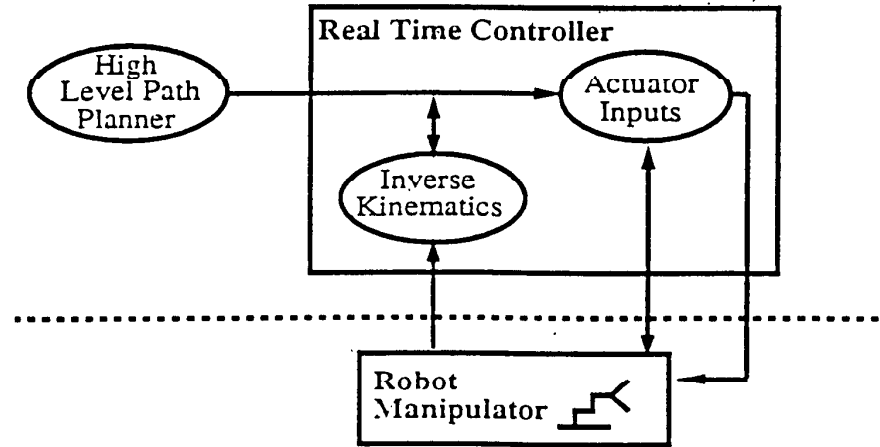 Real Time Controller
High
Level Path
Planner
Actuator
Inputs
Inverse
Kinematics
Robot
Manipulator